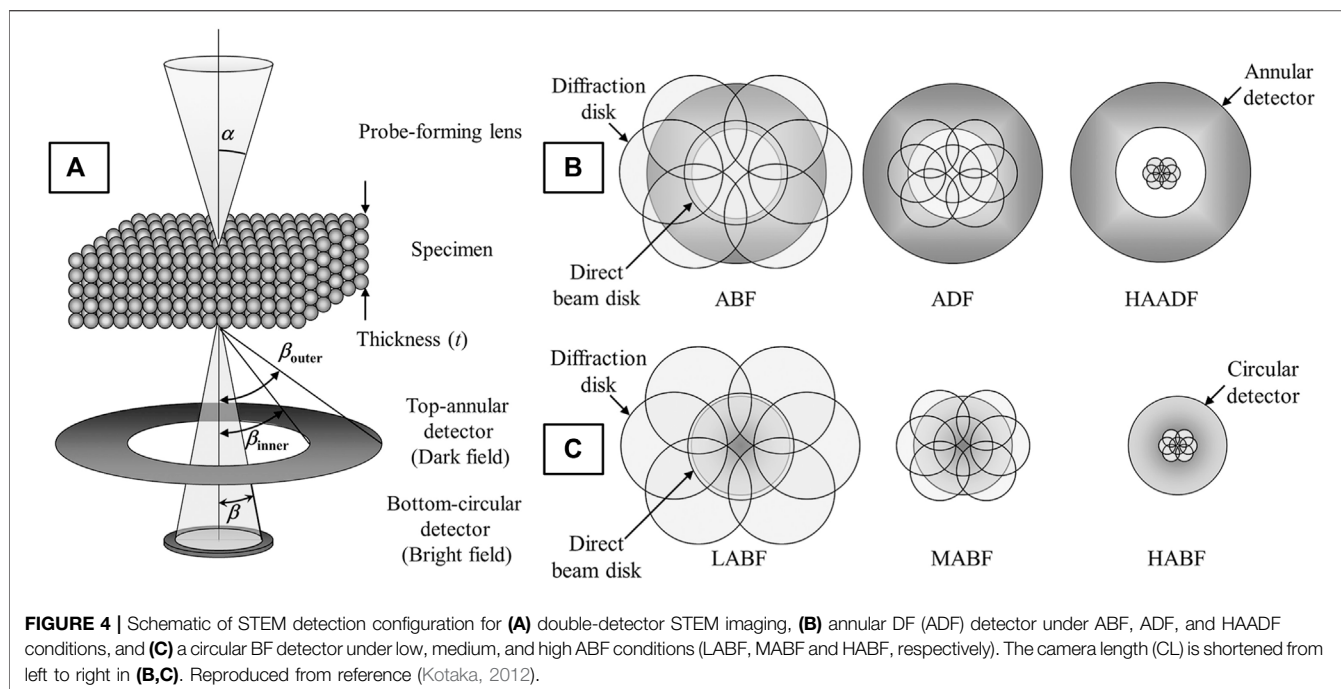 A
α
Probe-forming lens
Specimen
Thickness (t)
βouter
βinner
Top-annular
detector
(Dark field)
β
Bottom-circular
detector
(Bright field)
B
Diffraction
disk
Direct
beam disk
ABF
ADF
HAADF
Annular
detector
C
Diffraction
disk
Direct
beam disk
LABF
MABF
HABF
Circular
detector
FIGURE 4 | Schematic of STEM detection configuration for (A) double-detector STEM imaging, (B) annular DF (ADF) detector under ABF, ADF, and HAADF
conditions, and (C) a circular BF detector under low, medium, and high ABF conditions (LABF, MABF and HABF, respectively). The camera length (CL) is shortened from
left to right in (B,C). Reproduced from reference (Kotaka, 2012).